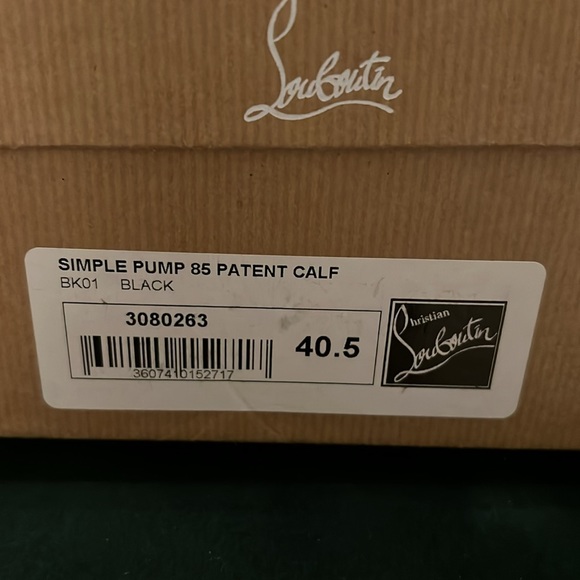 Louboutin
SIMPLE PUMP 85 PATENT CALF
BK01 BLACK
3080263
3607410152717
40.5
Christian
Louboutin